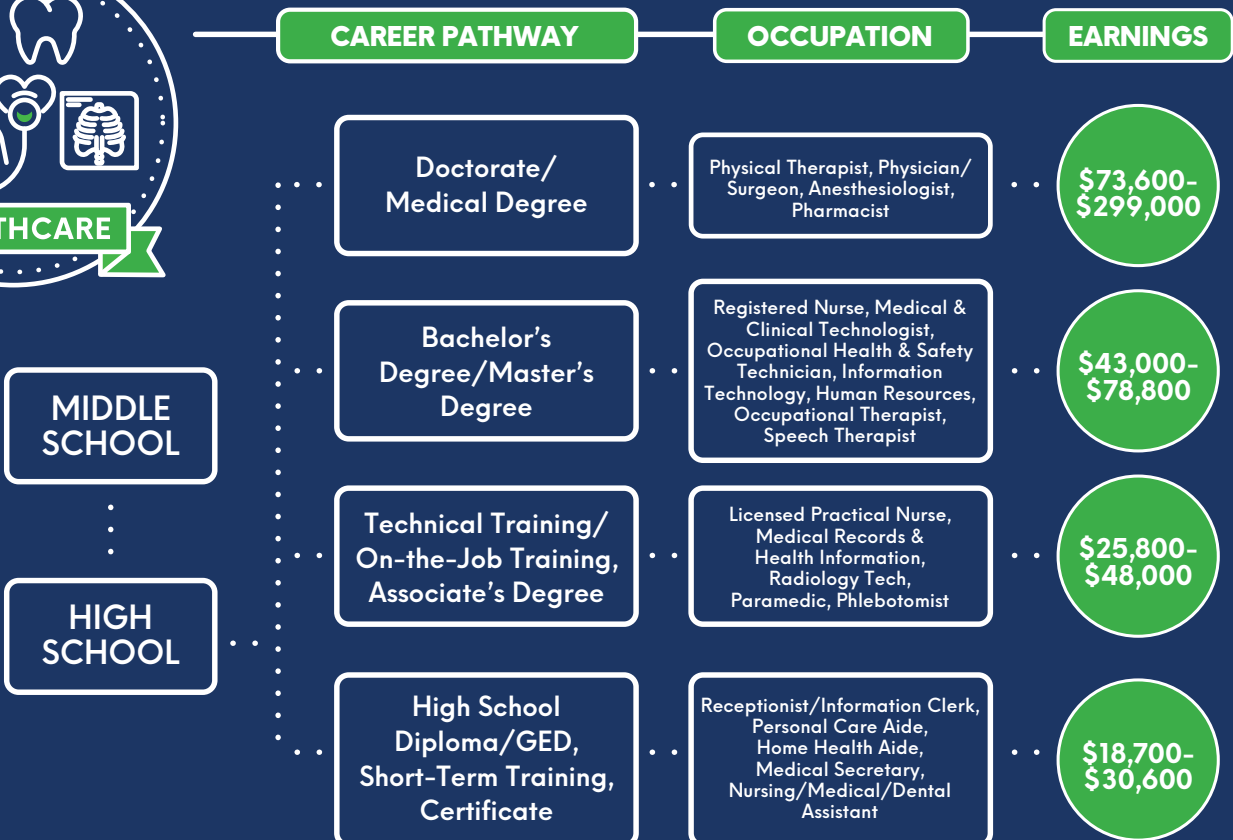 CAREER PATHWAY
OCCUPATION
EARNINGS
THCARE
MIDDLE
SCHOOL
HIGH
SCHOOL
Doctorate/
Medical Degree
Physical Therapist, Physician/
Surgeon, Anesthesiologist,
Pharmacist
$73,600-
$299,000
Bachelor's
Degree/Master's
Degree
Registered Nurse, Medical &
Clinical Technologist,
Occupational Health & Safety
Technician, Information
Technology, Human Resources,
Occupational Therapist,
Speech Therapist
$43,000-
$78,800
Technical Training/
On-the-Job Training,
Associate's Degree
Licensed Practical Nurse,
Medical Records &
Health Information,
Radiology Tech,
Paramedic, Phlebotomist
$25,800-
$48,000
High School
Diploma/GED,
Short-Term Training,
Certificate
Receptionist/Information Clerk,
Personal Care Aide,
Home Health Aide,
Medical Secretary,
Nursing/Medical/Dental
Assistant
$18,700-
$30,600